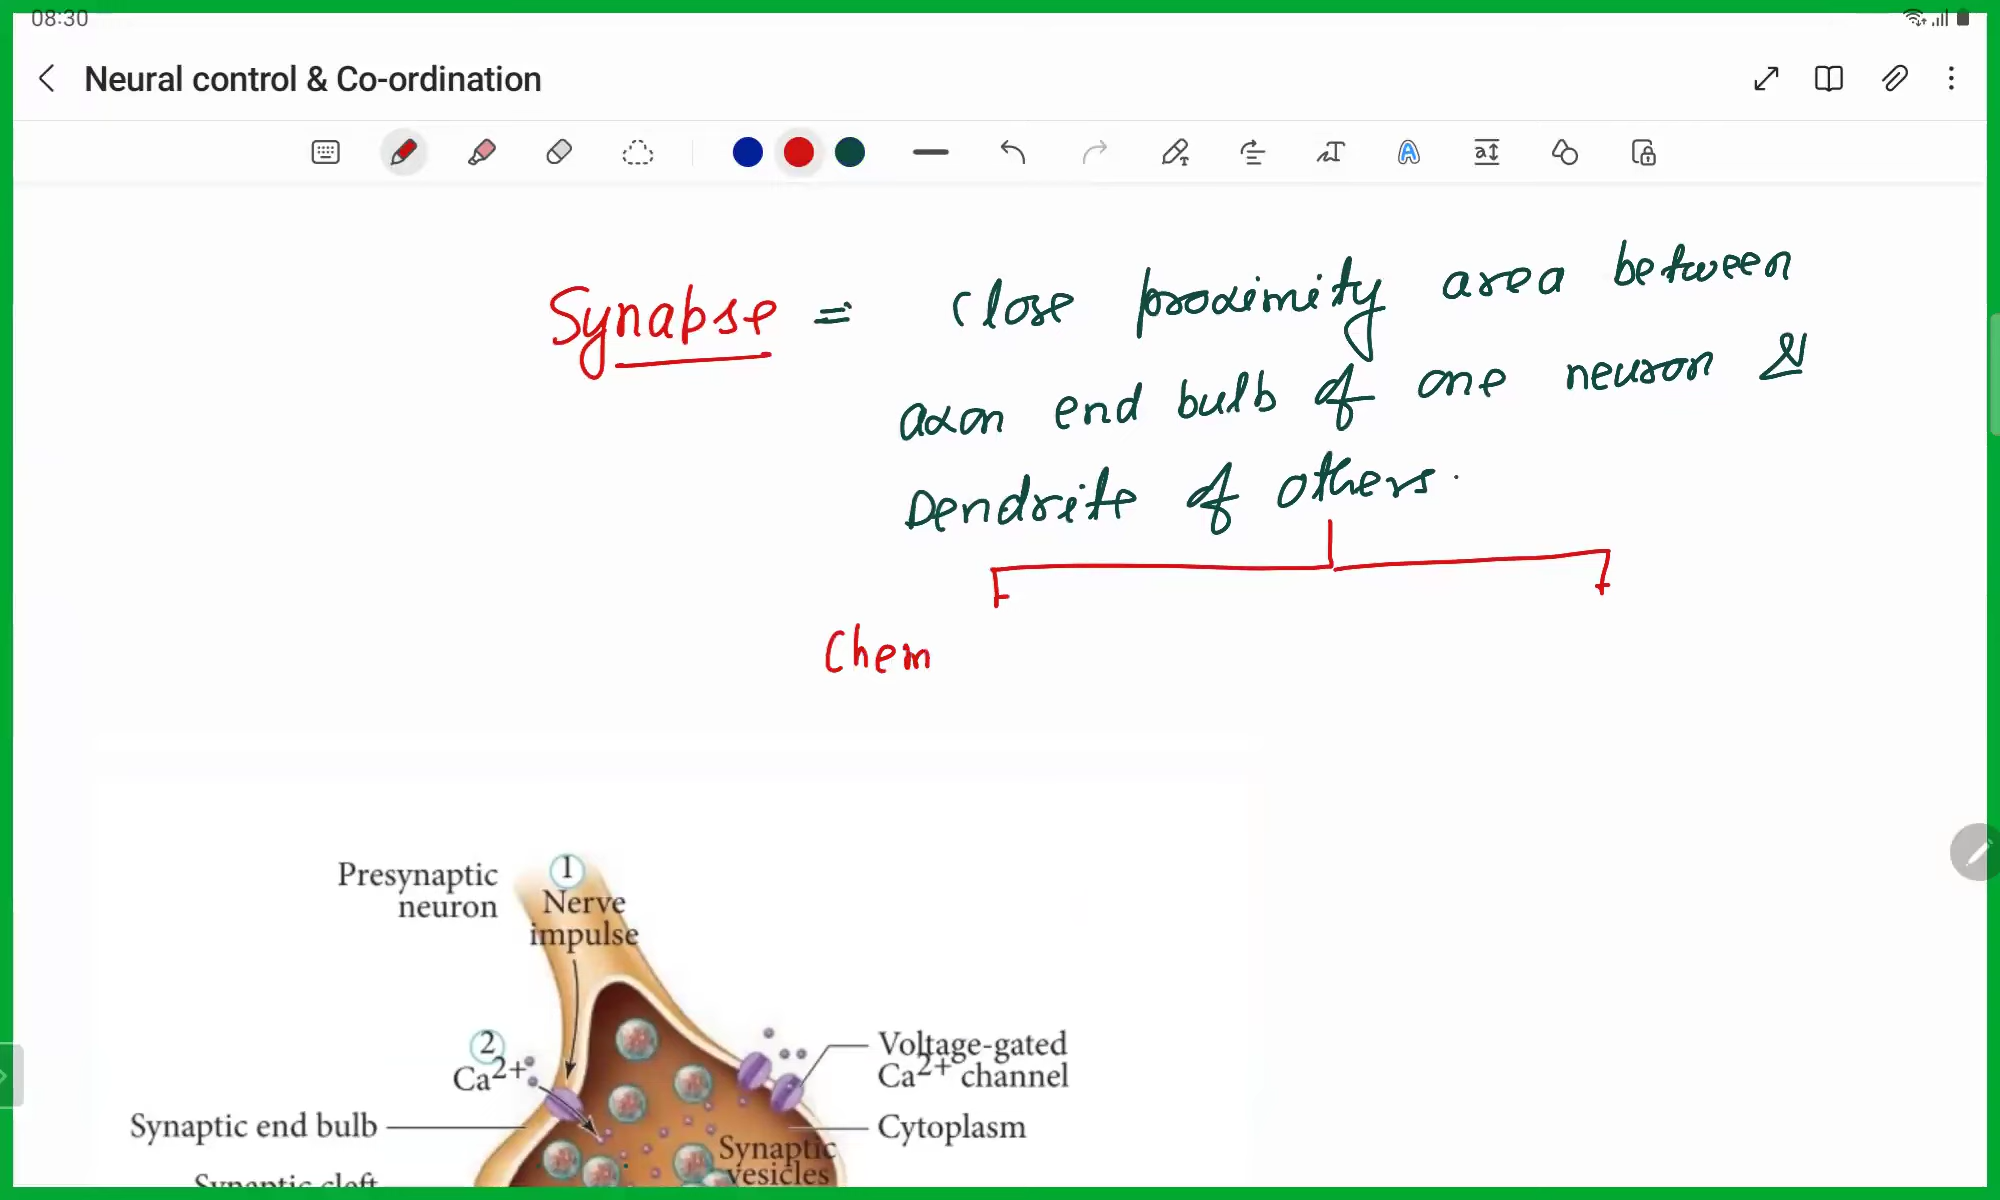 08:30
Neural control & Co-ordination
Synapse = close proximity area between
axon end bulb of one neuron &
Dendrite of others.
Chem
Presynaptic
neuron
1
Nerve
impulse
2
Ca2+
Voltage-gated
Ca2+ channel
Synaptic end bulb
Cytoplasm
Synaptic
vesicles
Synaptic cleft